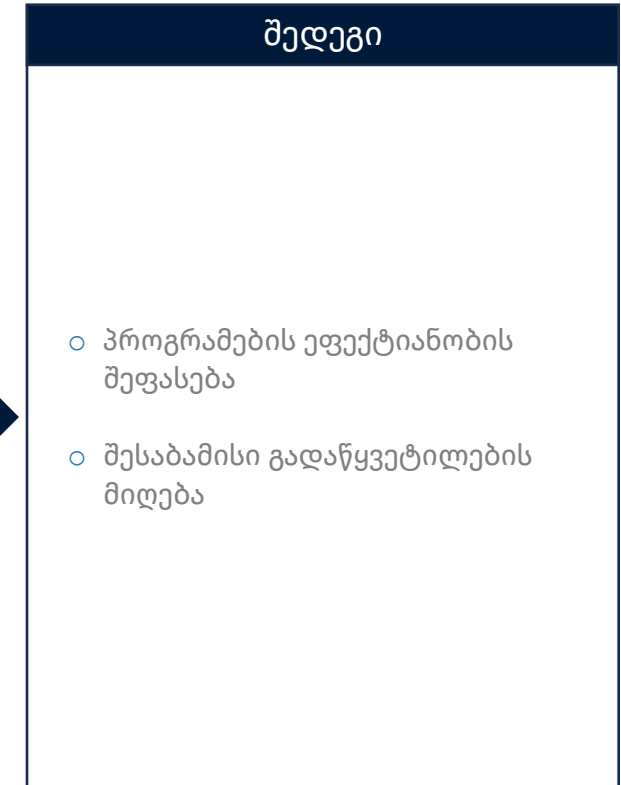 შედეგი
პროგრამების ეფექტიანობის
შეფასება
შესაბამისი გადაწყვეტილების
მიღება